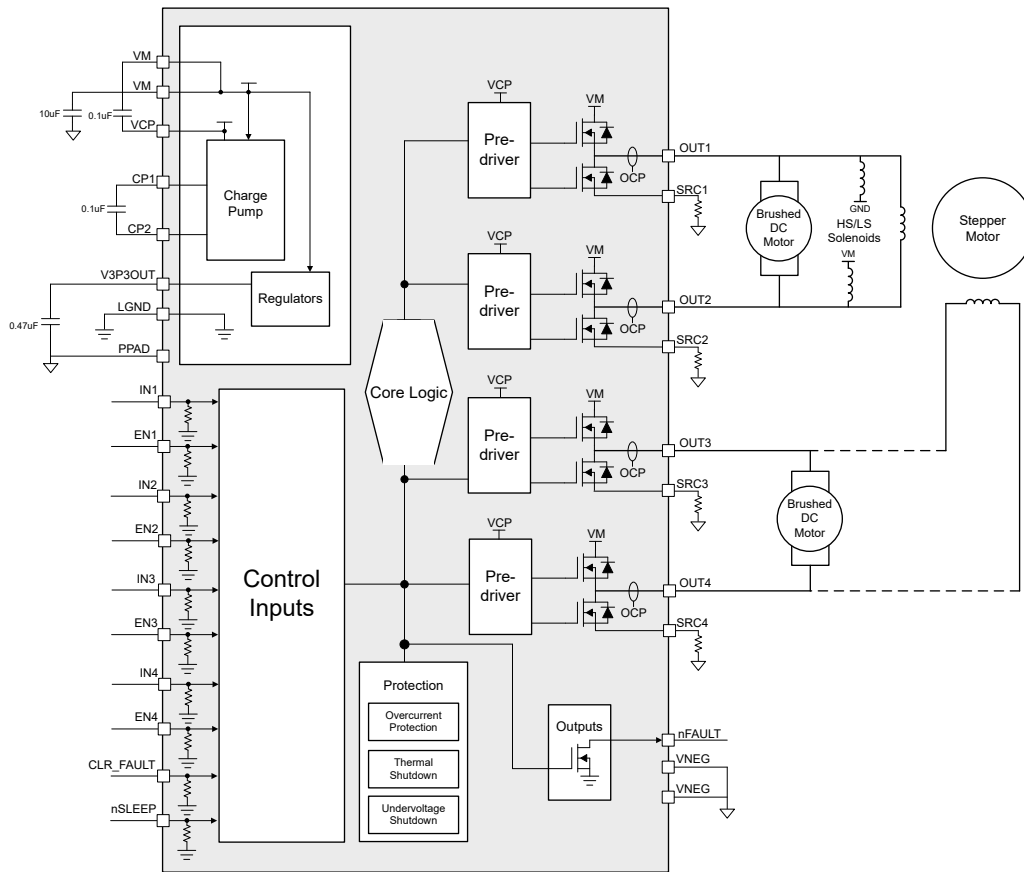 VM
VM
10uF
0.1uF
VCP
CP1
0.1uF
CP2
Charge
Pump
V3P3OUT
Regulators
LGND
0.47uF
PPAD
IN1
EN1
IN2
EN2
IN3
EN3
IN4
EN4
CLR_FAULT
nSLEEP
Control
Inputs
Core Logic
Protection
Overcurrent
Protection
Thermal
Shutdown
Undervoltage
Shutdown
VCP
Pre-
driver
VM
OCP
OUT1
SRC1
VCP
Pre-
driver
VM
OCP
OUT2
SRC2
VCP
Pre-
driver
VM
OCP
OUT3
SRC3
VCP
Pre-
driver
VM
OCP
OUT4
SRC4
Outputs
nFAULT
VNEG
VNEG
Brushed
DC
Motor
GND
HS/LS
Solenoids
VM
Stepper
Motor
Brushed
DC
Motor